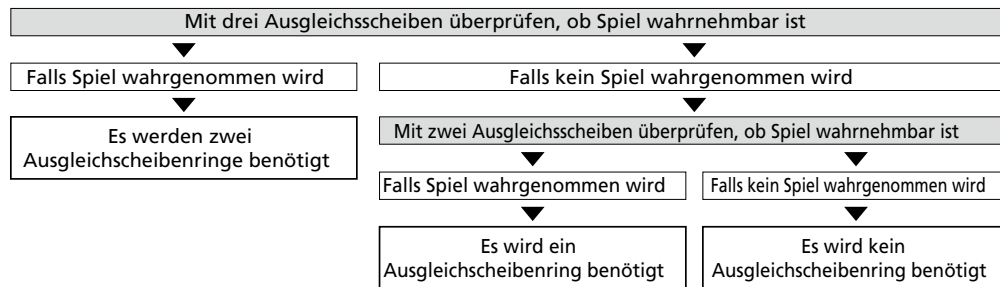 Mit drei Ausgleichsscheiben überprüfen, ob Spiel wahrnehmbar ist
Falls Spiel wahrgenommen wird
Falls kein Spiel wahrgenommen wird
Es werden zwei
Ausgleichscheibenringe benötigt
Mit zwei Ausgleichsscheiben überprüfen, ob Spiel wahrnehmbar ist
Falls Spiel wahrgenommen wird
Falls kein Spiel wahrgenommen wird
Es wird ein
Ausgleichscheibenring benötigt
Es wird kein
Ausgleichscheibenring benötigt